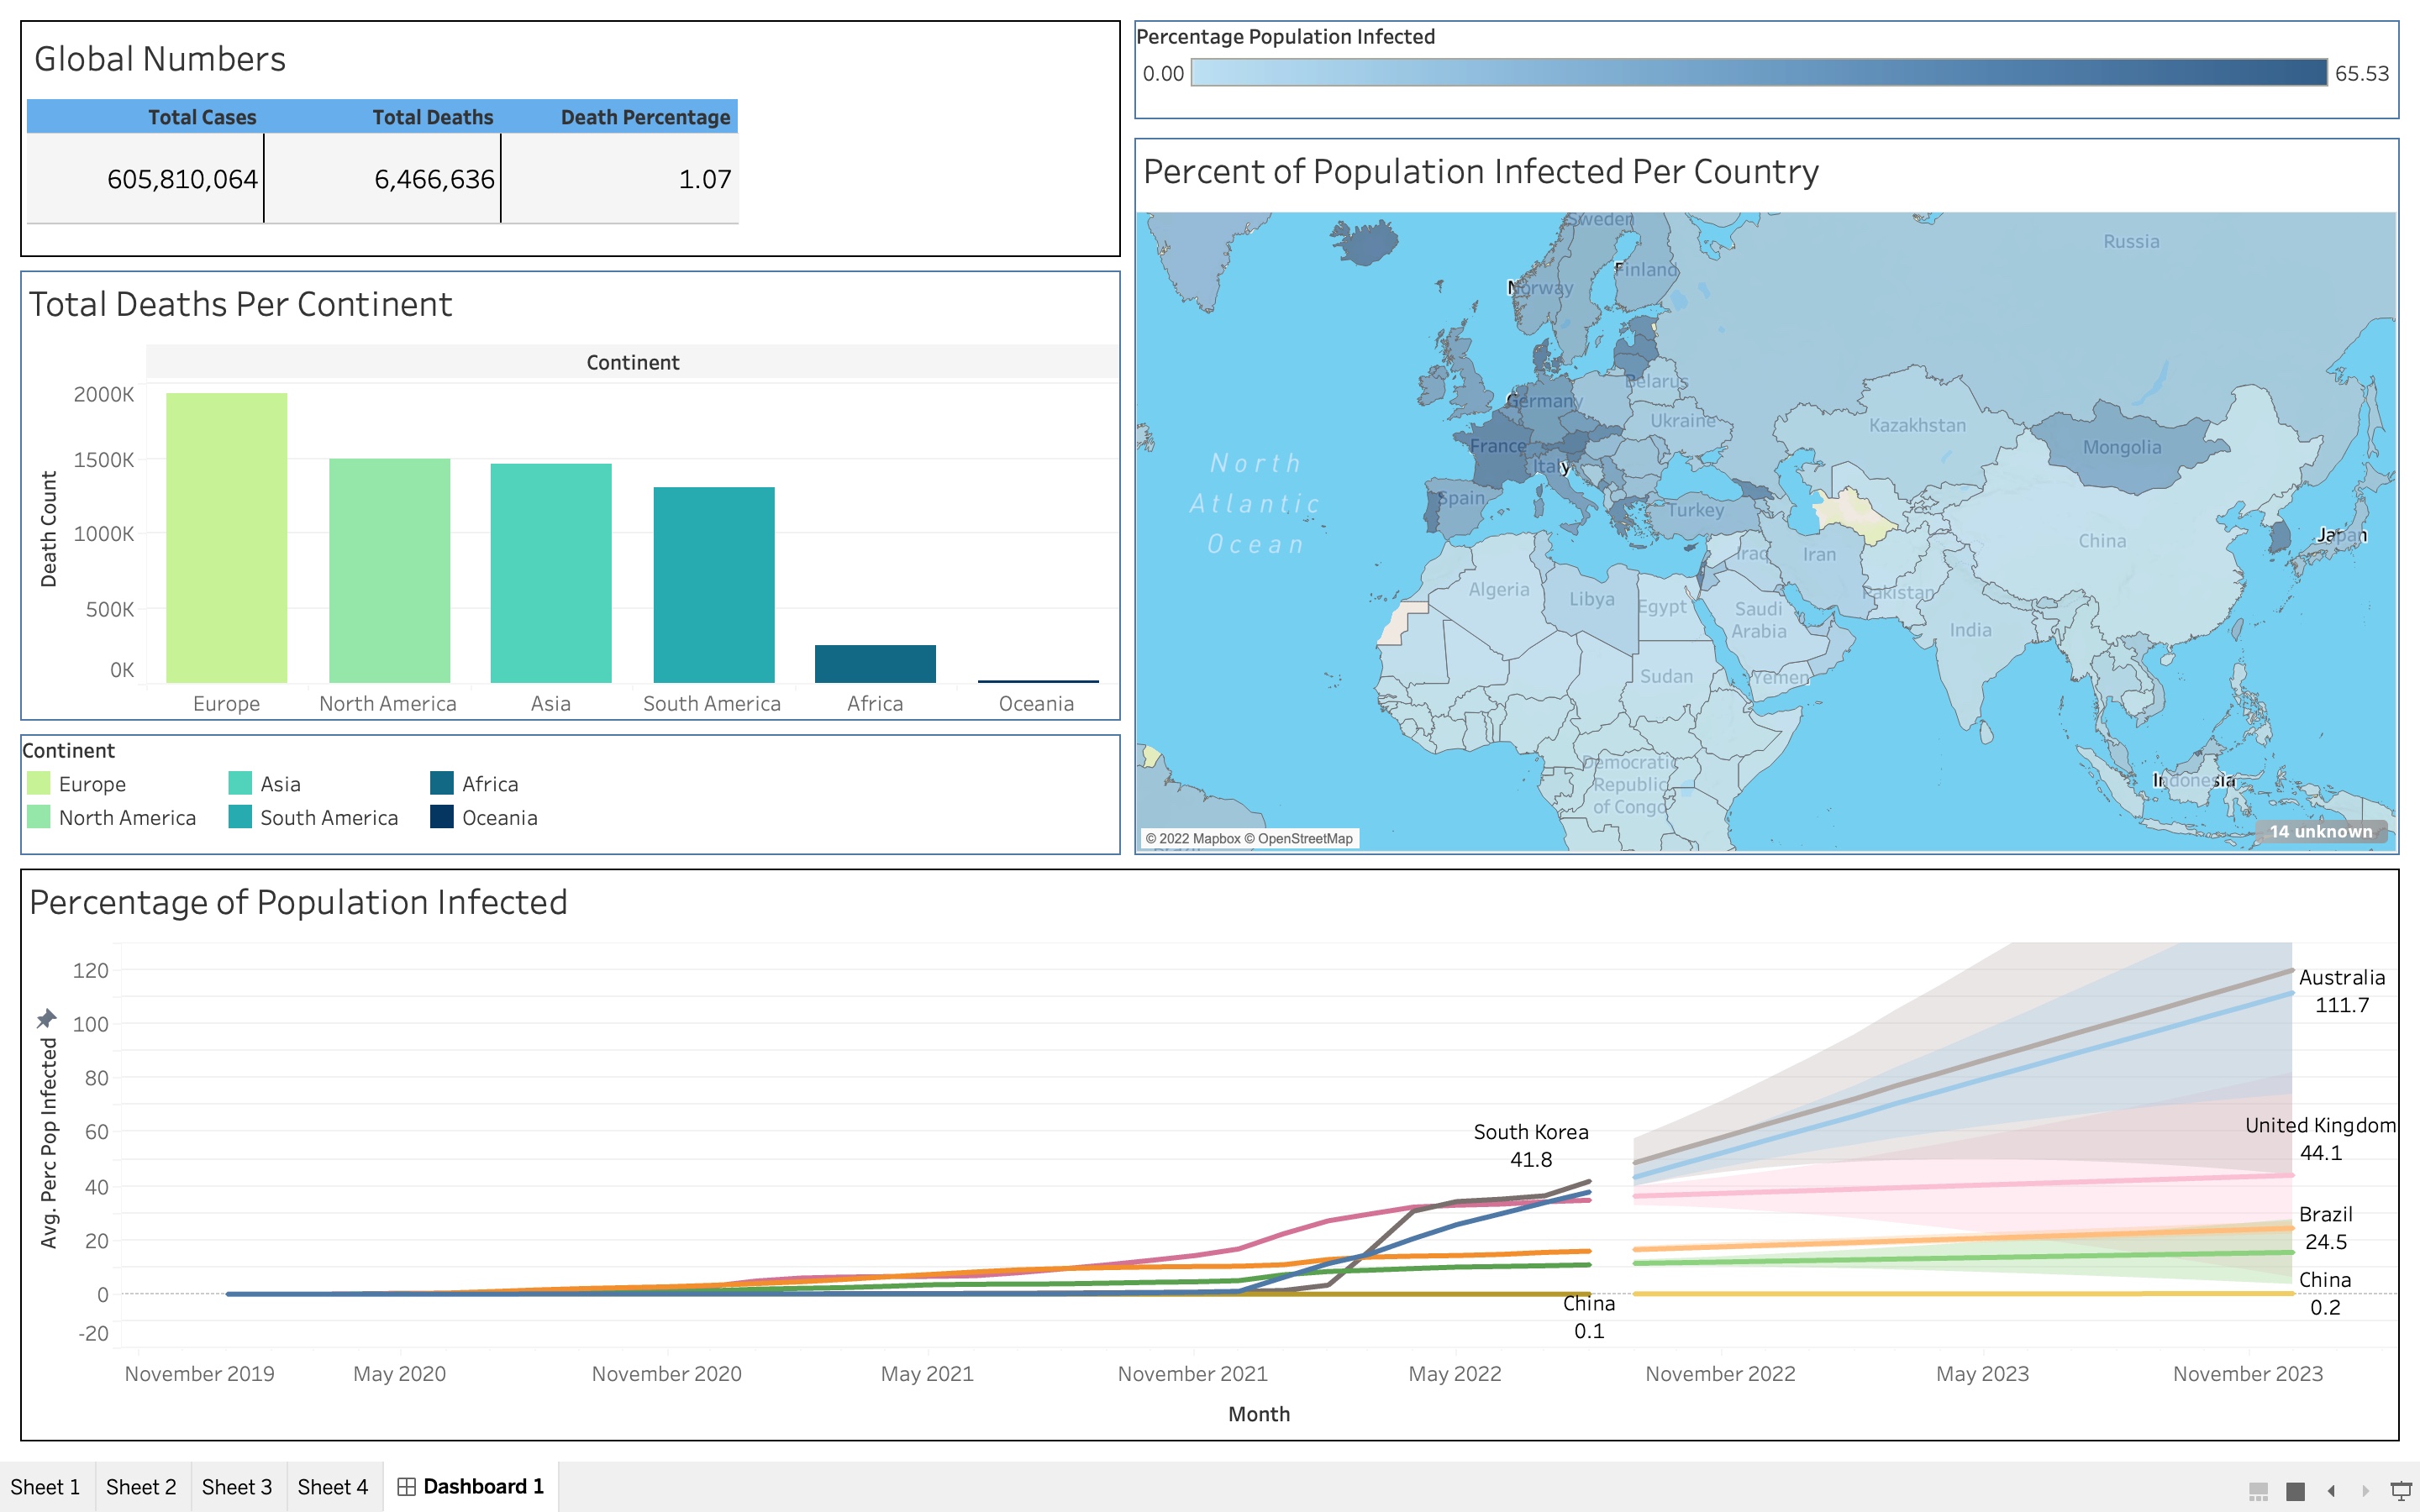 Global Numbers
Total Cases Total Deaths Death Percentage
605,810,064 6,466,636 1.07
Total Deaths Per Continent
Continent
Death Count
2000K
1500K
1000K
500K
0K
Europe North America Asia South America Africa Oceania
Continent
Europe Asia Africa
North America South America Oceania
Percentage Population Infected
0.00 65.53
Percent of Population Infected Per Country
Sweden
Russia
Finland
Norway
Belarus
Germany
Ukraine
Kazakhstan
France
Mongolia
Italy
North
Atlantic
Ocean
Spain
Turkey
China
Japan
Iraq
Iran
Algeria
Libya
Egypt
Pakistan
Saudi
Arabia
India
Sudan
Yemen
Democratic
Republic
of Congo
Indonesia
© 2022 Mapbox © OpenStreetMap
14 unknown
Percentage of Population Infected
Avg. Perc Pop Infected
120
100
80
60
40
20
0
-20
South Korea
41.8
China
0.1
Australia
111.7
United Kingdom
44.1
Brazil
24.5
China
0.2
November 2019 May 2020 November 2020 May 2021 November 2021 May 2022 November 2022 May 2023 November 2023
Month
Sheet 1 Sheet 2 Sheet 3 Sheet 4 Dashboard 1